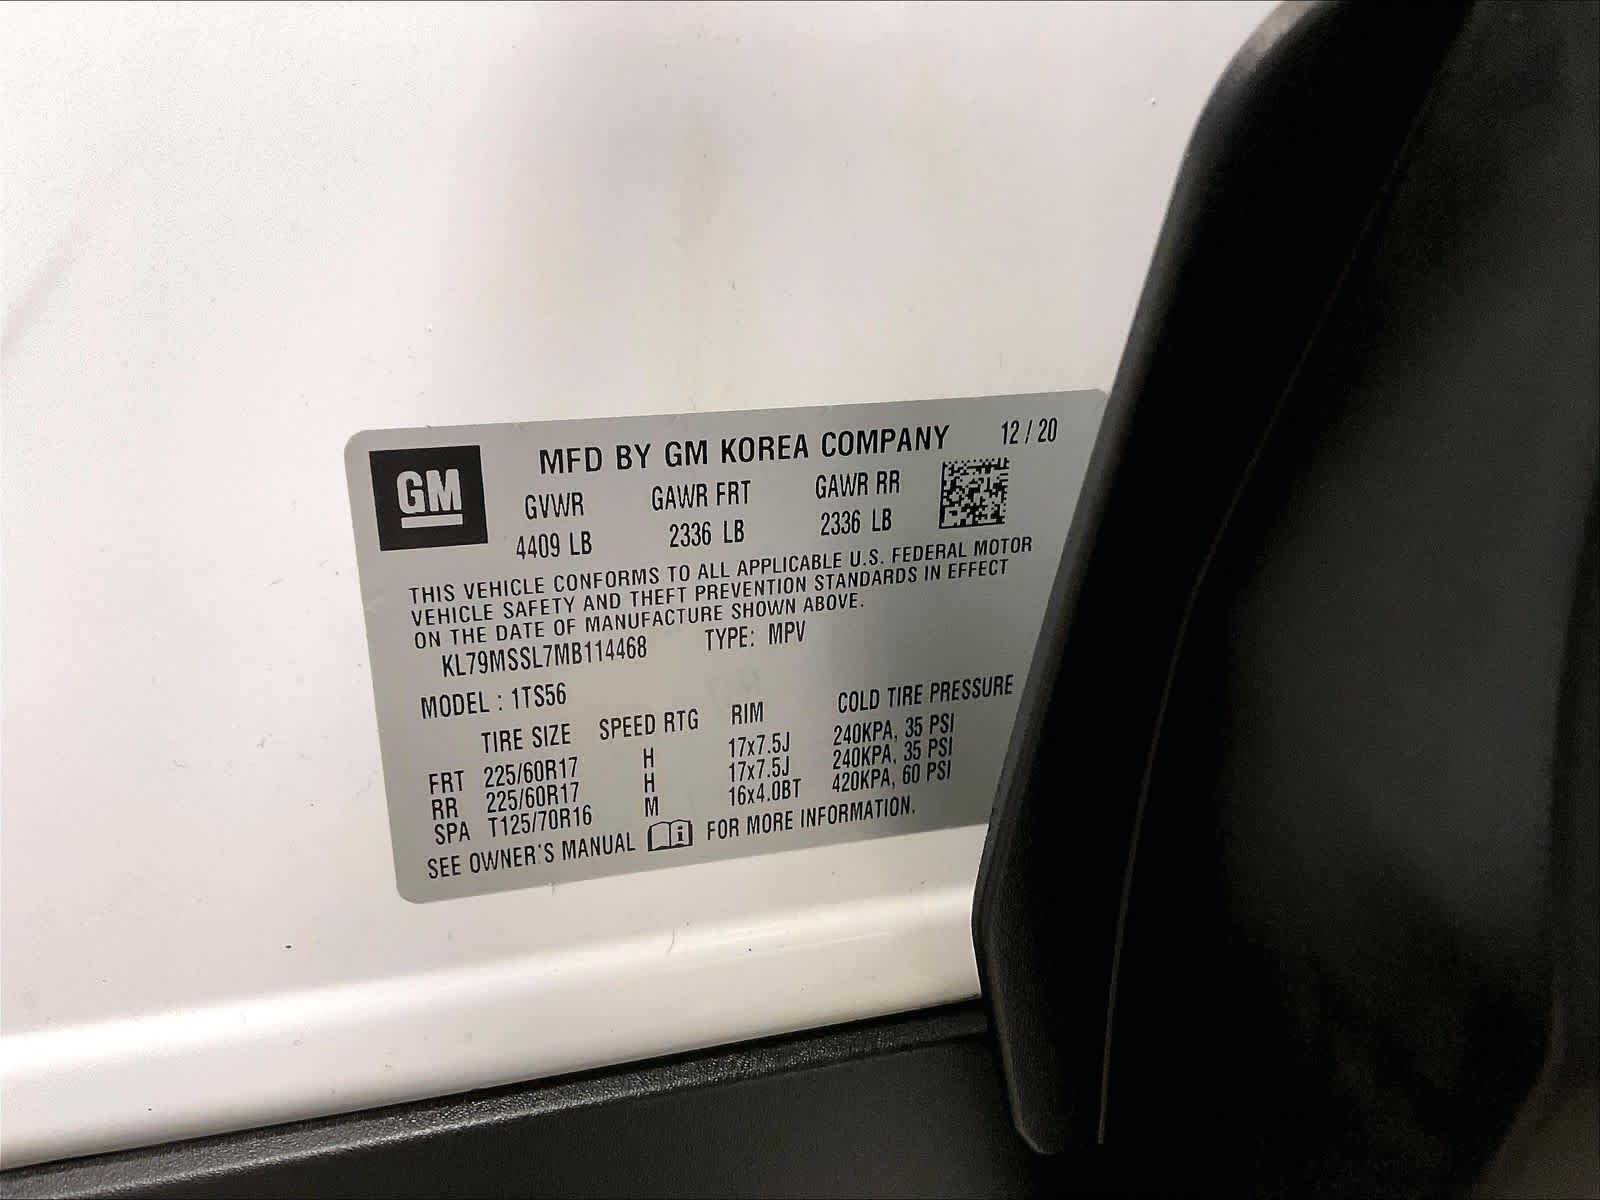 GM
MFD BY GM KOREA COMPANY 12 / 20
GVWR GAWR FRT GAWR RR
4409 LB 2336 LB 2336 LB
THIS VEHICLE CONFORMS TO ALL APPLICABLE U.S. FEDERAL MOTOR
VEHICLE SAFETY AND THEFT PREVENTION STANDARDS IN EFFECT
ON THE DATE OF MANUFACTURE SHOWN ABOVE.
KL79MSSL7MB114468 TYPE: MPV
MODEL : 1TS56
TIRE SIZE SPEED RTG RIM COLD TIRE PRESSURE
FRT 225/60R17 H 17x7.5J 240KPA, 35 PSI
RR 225/60R17 H 17x7.5J 240KPA, 35 PSI
SPA T125/70R16 M 16x4.0BT 420KPA, 60 PSI
SEE OWNER'S MANUAL i FOR MORE INFORMATION.